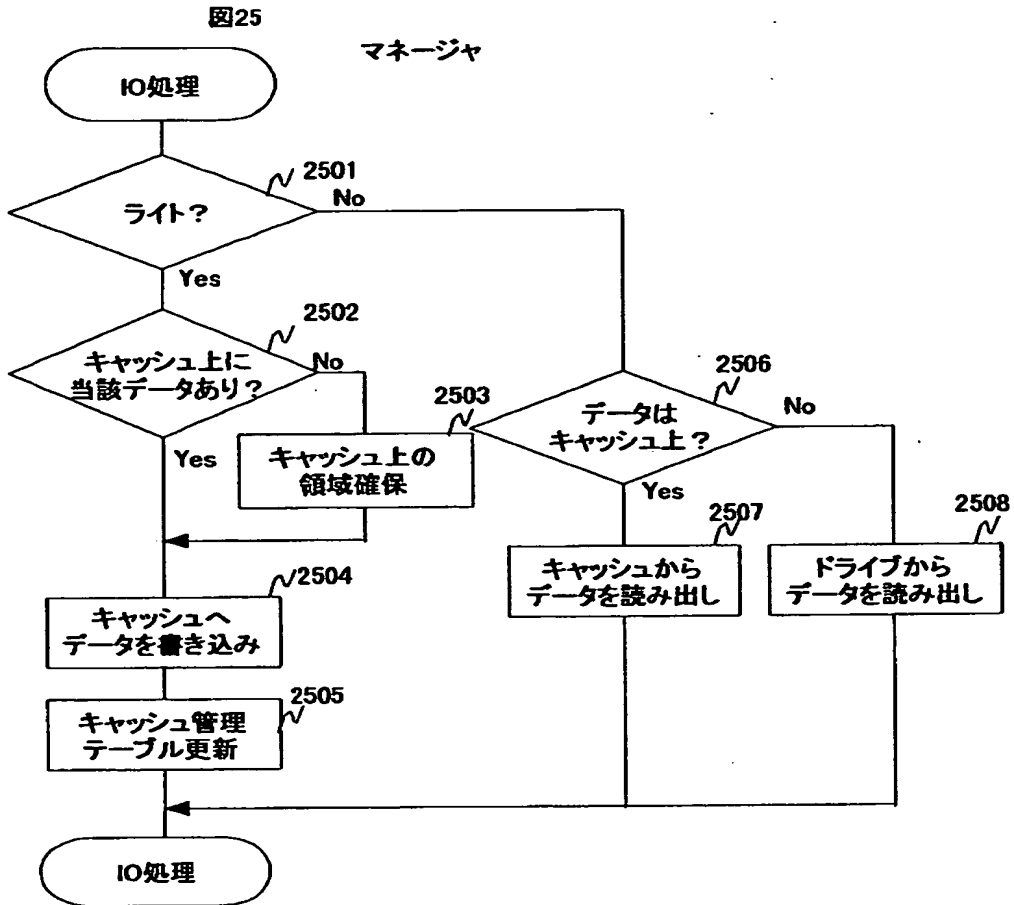 図25
マネージャ
IO処理
2501
ライト?
No
Yes
2502
キャッシュ上に
当該データあり?
No
Yes
2503
キャッシュ上の
領域確保
2504
キャッシュへ
データを書き込み
2505
キャッシュ管理
テーブル更新
2506
データは
キャッシュ上?
No
Yes
2507
キャッシュから
データを読み出し
2508
ドライブから
データを読み出し
IO処理